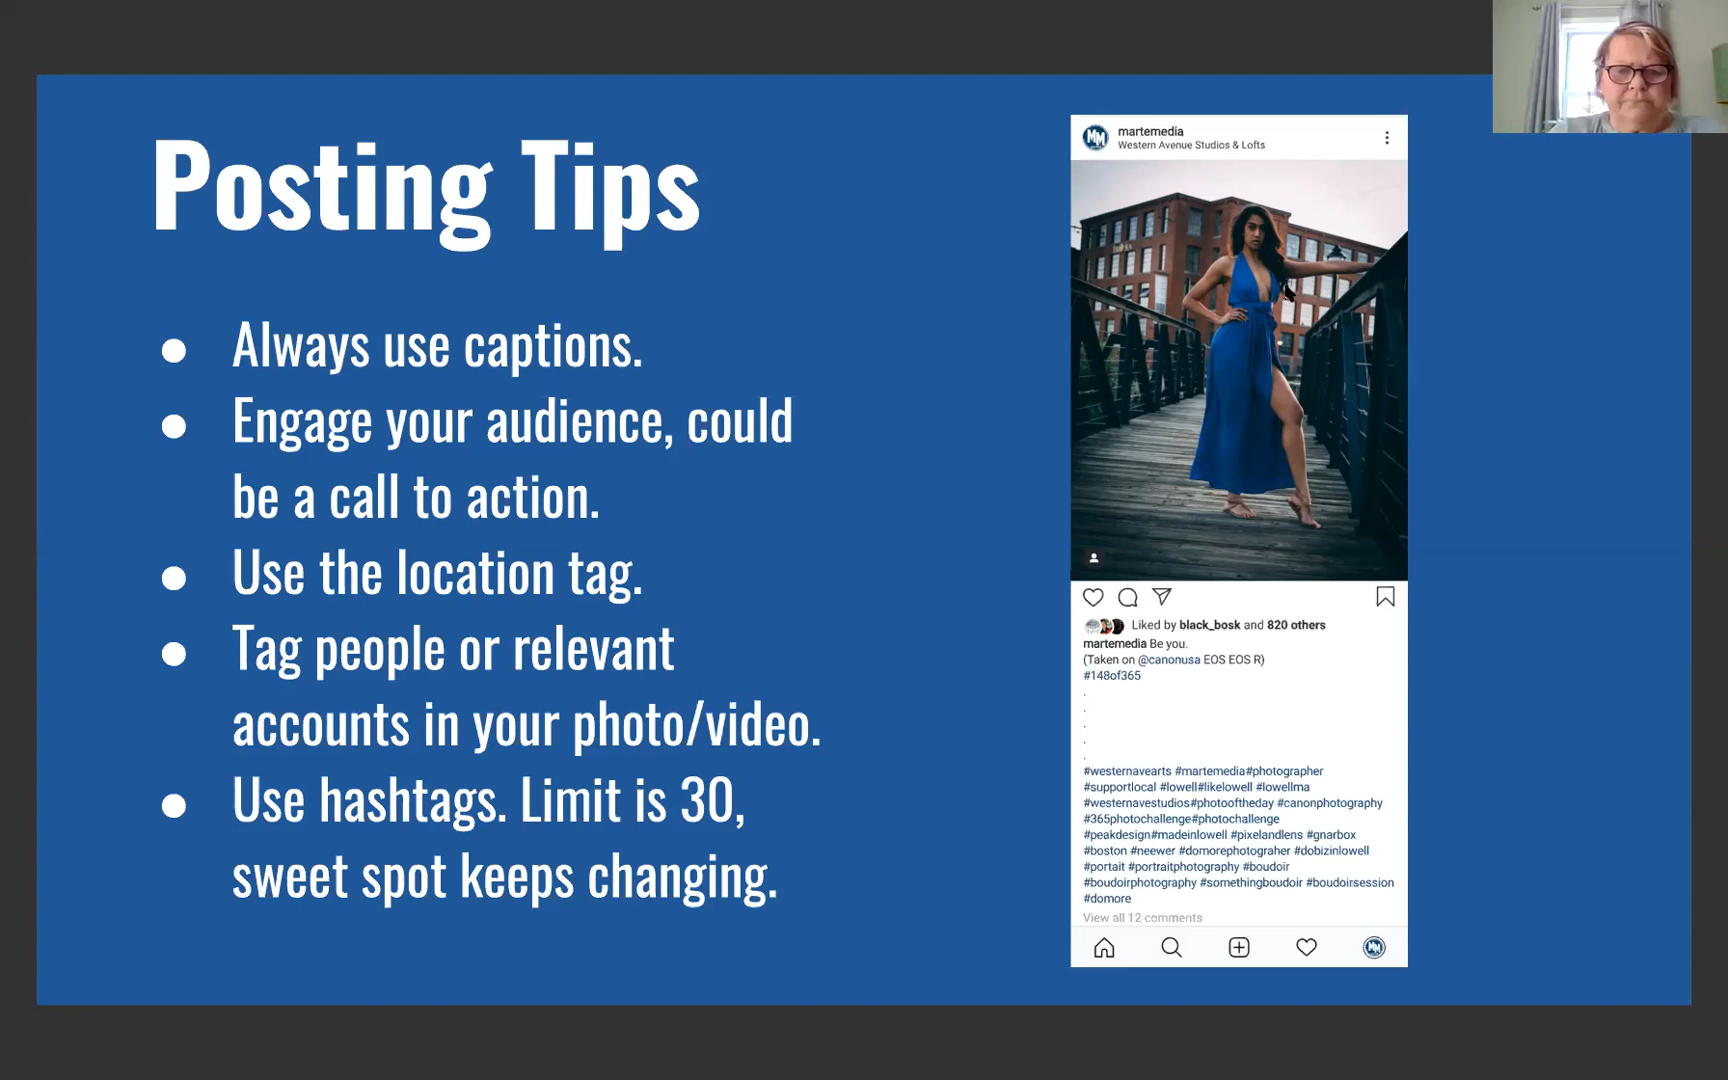 Posting Tips
● Always use captions.
● Engage your audience, could
be a call to action.
● Use the location tag.
● Tag people or relevant
accounts in your photo/video.
● Use hashtags. Limit is 30,
sweet spot keeps changing.
MM
martemedia
Western Avenue Studios & Lofts
Liked by black_bosk and 820 others
martemedia Be you.
(Taken on @canonusa EOS EOS R)
#148of365
.
.
.
.
.
#westernavearts #martemedia#photographer
#supportlocal #lowell#likelowell #lowellma
#westernavestudios#photooftheday #canonphotography
#365photochallenge#photochallenge
#peakdesign#madeinlowell #pixelandlens #gnarbox
#boston #neewer #domorephotograher #dobizinlowell
#portait #portraitphotography #boudoir
#boudoirphotography #somethingboudoir #boudoirsession
#domore
View all 12 comments
MM